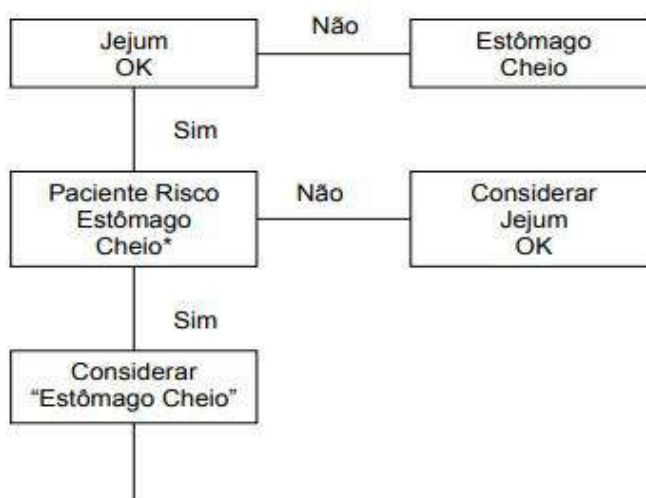 Jejum
OK
Não
Estômago
Cheio
Sim
Paciente Risco
Estômago
Cheio*
Não
Considerar
Jejum
OK
Sim
Considerar
“Estômago Cheio”